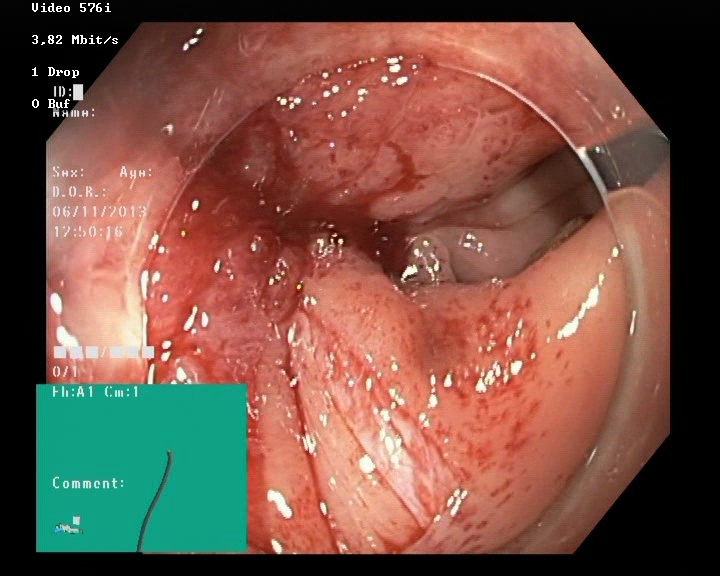 Video 576i
3,82 Mbit/s
1 Drop
ID:
0 Buf
Name:
Sex: Age:
D.O.R.:
06/11/2013
12:50:16
0/1
Fh:A1 Cm:1
Comment: